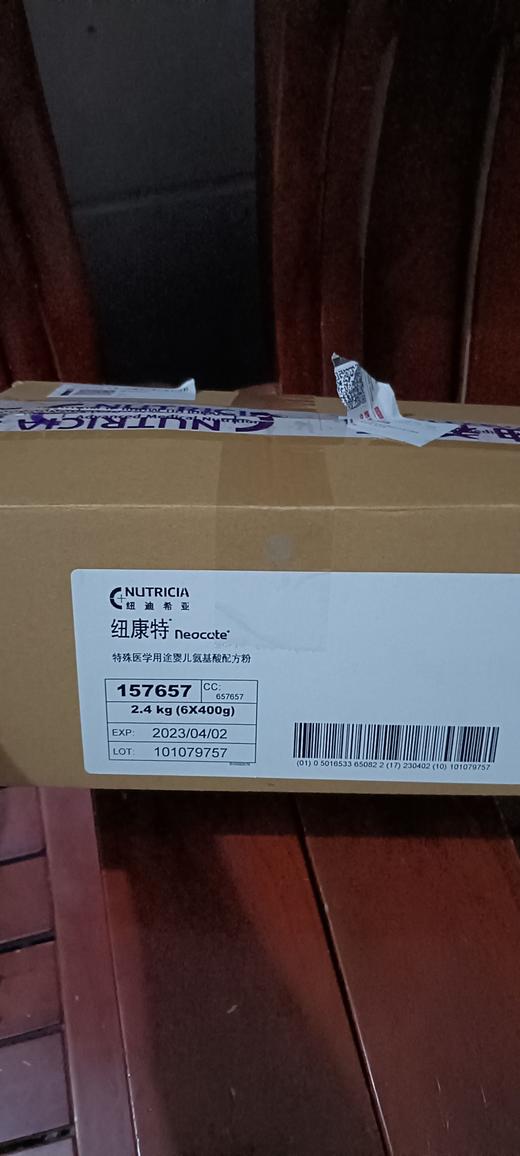 NUTRICIA
NUTRICIA
纽迪希亚
纽康特 Neocate
特殊医学用途婴儿氨基酸配方粉
157657 CC: 657657
2.4 kg (6X400g)
EXP: 2023/04/02
LOT: 101079757
(01) 0 5016533 65082 2 (17) 230402 (10) 101079757